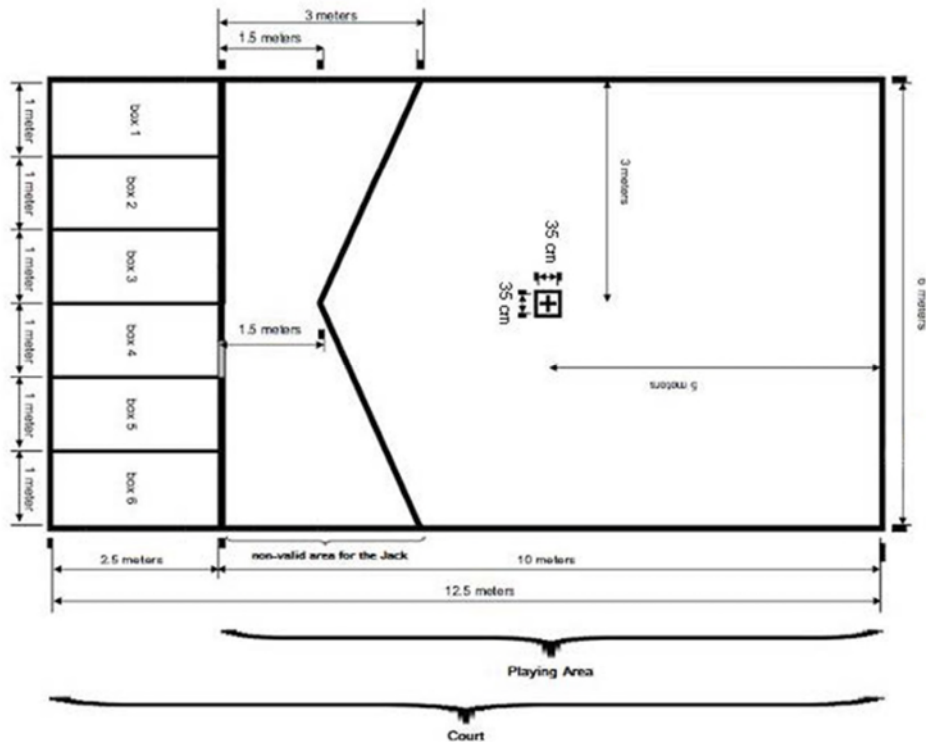 3 meters
1.5 meters
1 meter
box 1
1 meter
box 2
1 meter
box 3
1 meter
box 4
1 meter
box 5
1 meter
box 6
3 meters
35 cm
35 cm
6 meters
1.5 meters
5 meters
non-valid area for the Jack
2.5 meters
10 meters
12.5 meters
Playing Area
Court